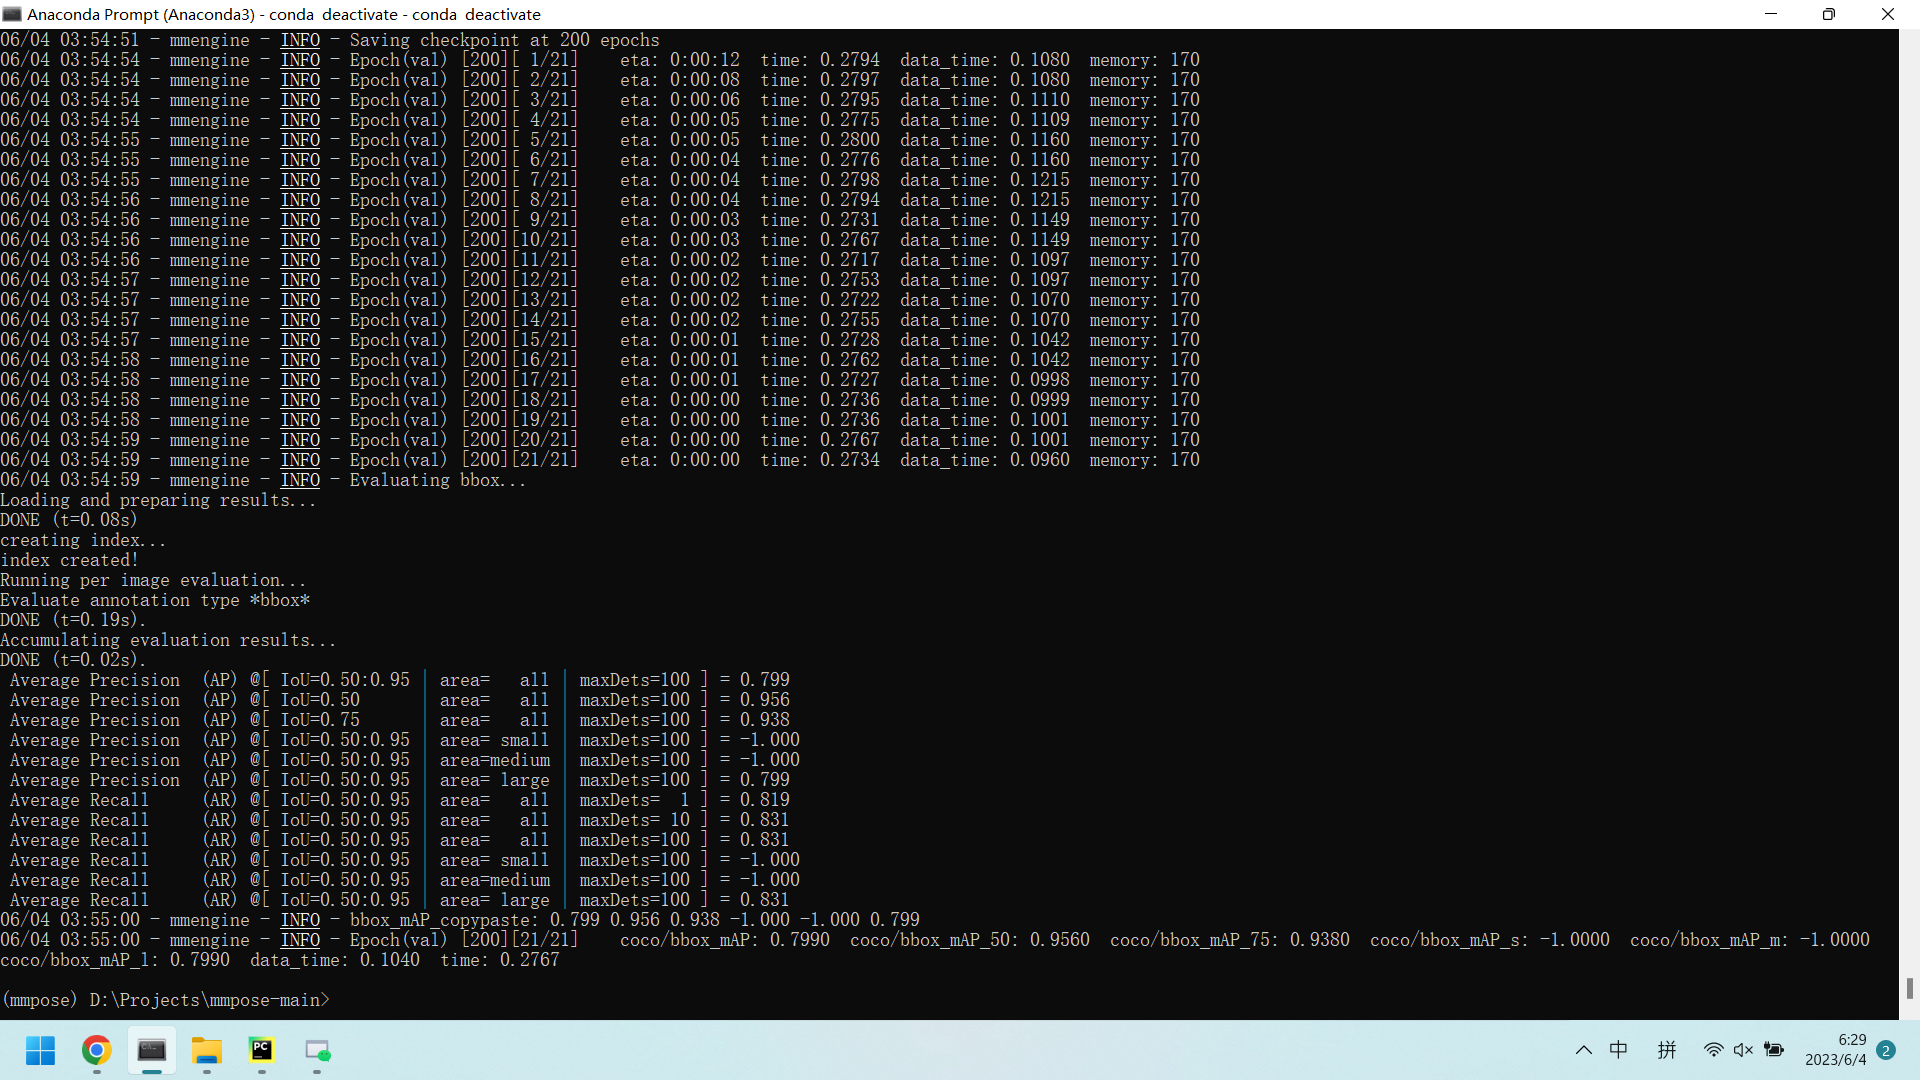 Anaconda Prompt (Anaconda3) - conda  deactivate - conda  deactivate
06/04 03:54:51 - mmengine - INFO - Saving checkpoint at 200 epochs
06/04 03:54:54 - mmengine - INFO - Epoch(val) [200][ 1/21]    eta: 0:00:12  time: 0.2794  data_time: 0.1080  memory: 170
06/04 03:54:54 - mmengine - INFO - Epoch(val) [200][ 2/21]    eta: 0:00:08  time: 0.2797  data_time: 0.1080  memory: 170
06/04 03:54:54 - mmengine - INFO - Epoch(val) [200][ 3/21]    eta: 0:00:06  time: 0.2795  data_time: 0.1110  memory: 170
06/04 03:54:54 - mmengine - INFO - Epoch(val) [200][ 4/21]    eta: 0:00:05  time: 0.2775  data_time: 0.1109  memory: 170
06/04 03:54:55 - mmengine - INFO - Epoch(val) [200][ 5/21]    eta: 0:00:05  time: 0.2800  data_time: 0.1160  memory: 170
06/04 03:54:55 - mmengine - INFO - Epoch(val) [200][ 6/21]    eta: 0:00:04  time: 0.2776  data_time: 0.1160  memory: 170
06/04 03:54:55 - mmengine - INFO - Epoch(val) [200][ 7/21]    eta: 0:00:04  time: 0.2798  data_time: 0.1215  memory: 170
06/04 03:54:56 - mmengine - INFO - Epoch(val) [200][ 8/21]    eta: 0:00:04  time: 0.2794  data_time: 0.1215  memory: 170
06/04 03:54:56 - mmengine - INFO - Epoch(val) [200][ 9/21]    eta: 0:00:03  time: 0.2731  data_time: 0.1149  memory: 170
06/04 03:54:56 - mmengine - INFO - Epoch(val) [200][10/21]    eta: 0:00:03  time: 0.2767  data_time: 0.1149  memory: 170
06/04 03:54:56 - mmengine - INFO - Epoch(val) [200][11/21]    eta: 0:00:02  time: 0.2717  data_time: 0.1097  memory: 170
06/04 03:54:57 - mmengine - INFO - Epoch(val) [200][12/21]    eta: 0:00:02  time: 0.2753  data_time: 0.1097  memory: 170
06/04 03:54:57 - mmengine - INFO - Epoch(val) [200][13/21]    eta: 0:00:02  time: 0.2722  data_time: 0.1070  memory: 170
06/04 03:54:57 - mmengine - INFO - Epoch(val) [200][14/21]    eta: 0:00:02  time: 0.2755  data_time: 0.1070  memory: 170
06/04 03:54:57 - mmengine - INFO - Epoch(val) [200][15/21]    eta: 0:00:01  time: 0.2728  data_time: 0.1042  memory: 170
06/04 03:54:58 - mmengine - INFO - Epoch(val) [200][16/21]    eta: 0:00:01  time: 0.2762  data_time: 0.1042  memory: 170
06/04 03:54:58 - mmengine - INFO - Epoch(val) [200][17/21]    eta: 0:00:01  time: 0.2727  data_time: 0.0998  memory: 170
06/04 03:54:58 - mmengine - INFO - Epoch(val) [200][18/21]    eta: 0:00:00  time: 0.2736  data_time: 0.0999  memory: 170
06/04 03:54:58 - mmengine - INFO - Epoch(val) [200][19/21]    eta: 0:00:00  time: 0.2736  data_time: 0.1001  memory: 170
06/04 03:54:59 - mmengine - INFO - Epoch(val) [200][20/21]    eta: 0:00:00  time: 0.2767  data_time: 0.1001  memory: 170
06/04 03:54:59 - mmengine - INFO - Epoch(val) [200][21/21]    eta: 0:00:00  time: 0.2734  data_time: 0.0960  memory: 170
06/04 03:54:59 - mmengine - INFO - Evaluating bbox...
Loading and preparing results...
DONE (t=0.08s)
creating index...
index created!
Running per image evaluation...
Evaluate annotation type *bbox*
DONE (t=0.19s).
Accumulating evaluation results...
DONE (t=0.02s).
 Average Precision  (AP) @[ IoU=0.50:0.95 | area=   all | maxDets=100 ] = 0.799
 Average Precision  (AP) @[ IoU=0.50      | area=   all | maxDets=100 ] = 0.956
 Average Precision  (AP) @[ IoU=0.75      | area=   all | maxDets=100 ] = 0.938
 Average Precision  (AP) @[ IoU=0.50:0.95 | area= small | maxDets=100 ] = -1.000
 Average Precision  (AP) @[ IoU=0.50:0.95 | area=medium | maxDets=100 ] = -1.000
 Average Precision  (AP) @[ IoU=0.50:0.95 | area= large | maxDets=100 ] = 0.799
 Average Recall     (AR) @[ IoU=0.50:0.95 | area=   all | maxDets=  1 ] = 0.819
 Average Recall     (AR) @[ IoU=0.50:0.95 | area=   all | maxDets= 10 ] = 0.831
 Average Recall     (AR) @[ IoU=0.50:0.95 | area=   all | maxDets=100 ] = 0.831
 Average Recall     (AR) @[ IoU=0.50:0.95 | area= small | maxDets=100 ] = -1.000
 Average Recall     (AR) @[ IoU=0.50:0.95 | area=medium | maxDets=100 ] = -1.000
 Average Recall     (AR) @[ IoU=0.50:0.95 | area= large | maxDets=100 ] = 0.831
06/04 03:55:00 - mmengine - INFO - bbox_mAP_copypaste: 0.799 0.956 0.938 -1.000 -1.000 0.799
06/04 03:55:00 - mmengine - INFO - Epoch(val) [200][21/21]    coco/bbox_mAP: 0.7990  coco/bbox_mAP_50: 0.9560  coco/bbox_mAP_75: 0.9380  coco/bbox_mAP_s: -1.0000  coco/bbox_mAP_m: -1.0000
coco/bbox_mAP_l: 0.7990  data_time: 0.1040  time: 0.2767
(mmpose) D:\Projects\mmpose-main>
PC
中 拼
6:29
2023/6/4
2